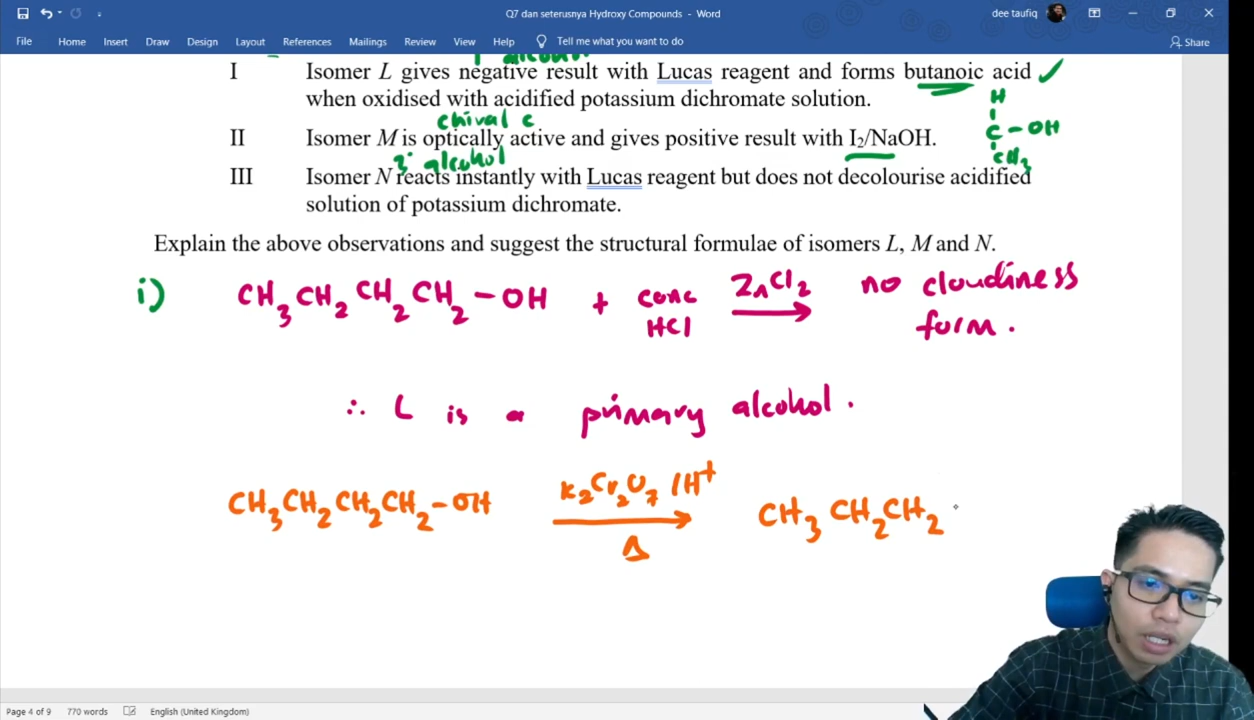 Q7 dan seterusnya Hydroxy Compounds - Word
dee taufiq
File Home Insert Draw Design Layout References Mailings Review View Help Tell me what you want to do Share
I Isomer L gives negative result with Lucas reagent and forms butanoic acid ✓
when oxidised with acidified potassium dichromate solution.
chiral c
H
II Isomer M is optically active and gives positive result with I₂/NaOH.
C - OH
CH₃
3° alcohol
III Isomer N reacts instantly with Lucas reagent but does not decolourise acidified
solution of potassium dichromate.
Explain the above observations and suggest the structural formulae of isomers L, M and N.
i) CH₃CH₂CH₂CH₂-OH + conc HCl ZnCl₂ → no cloudiness form.
∴ L is a primary alcohol.
CH₃CH₂CH₂CH₂-OH K₂Cr₂O₇/H⁺ → Δ CH₃CH₂CH₂
Page 4 of 9 770 words English (United Kingdom)